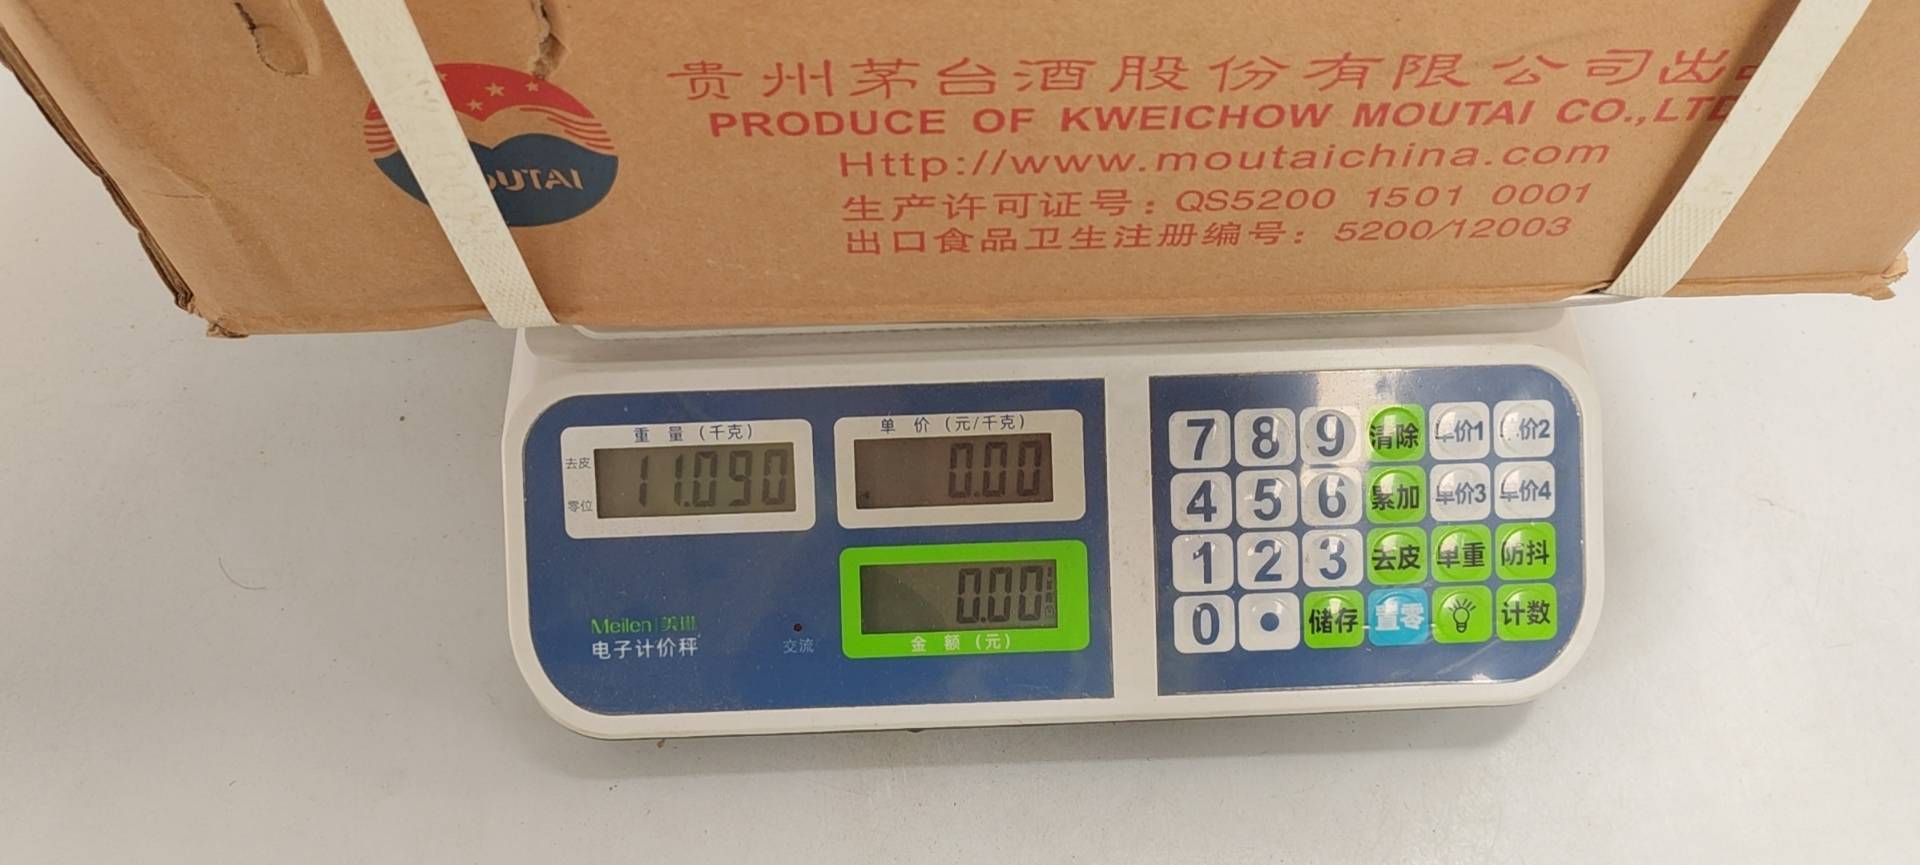 贵州茅台酒股份有限公司出
PRODUCE OF KWEICHOW MOUTAI CO.,LTD
Http://www.moutaichina.com
生产许可证号：QS5200 1501 0001
出口食品卫生注册编号：5200/12003
OUTAI
重 量 (千克)
去皮
零位
11.090
单 价 (元/千克)
0.00
0.00
金 额 (元)
Meilen 美琳
电子计价秤
交流
7 8 9 清除 单价1 单价2
4 5 6 累加 单价3 单价4
1 2 3 去皮 单重 防抖
0 • 储存 置零 计数